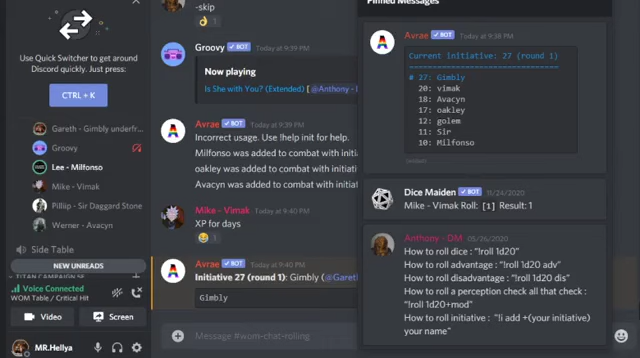 Use Quick Switcher to get around
Discord quickly. Just press:
CTRL + K
Gareth - Gimbly underfr...
Groovy
Lee - Milfonso
Mike - Vimak
Pilllip - Sir Daggard Stone
Werner - Avacyn
Side Table
NEW UNREADS
Voice Connected
WOM Table / Critical Hit
Video
Screen
MR.Hellya
-skip
1
Groovy BOT Today at 9:39 PM
Now playing
Is She with You? (Extended) [ @Anthony -
Avrae BOT Today at 9:39 PM
Incorrect usage. Use !help init for help.
Milfonso was added to combat with initia
oakley was added to combat with initia
Avacyn was added to combat with initia
Mike - Vimak Today at 9:40 PM
XP for days
1
Avrae BOT Today at 9:40 PM
Initiative 27 (round 1): Gimbly (@Gareth
Gimbly
Message #wom-chat-rolling
Pinned Messages
Avrae BOT Today at 9:38 PM
Current initiative: 27 (round 1)
===============================
# 27: Gimbly
20: vimak
18: Avacyn
17: oakley
12: golem
11: Sir
10: Milfonso
Dice Maiden BOT 11/24/2020
Mike - Vimak Roll: [1] Result: 1
Anthony - DM 05/26/2020
How to roll dice : "!roll 1d20"
How to roll advantage : "!roll 1d20 adv"
How to roll disadvantage : "!roll 1d20 dis"
How to roll a perception check all that check :
"!roll 1d20+mod"
How to roll initiative : "!i add +(your initiative)
your name"